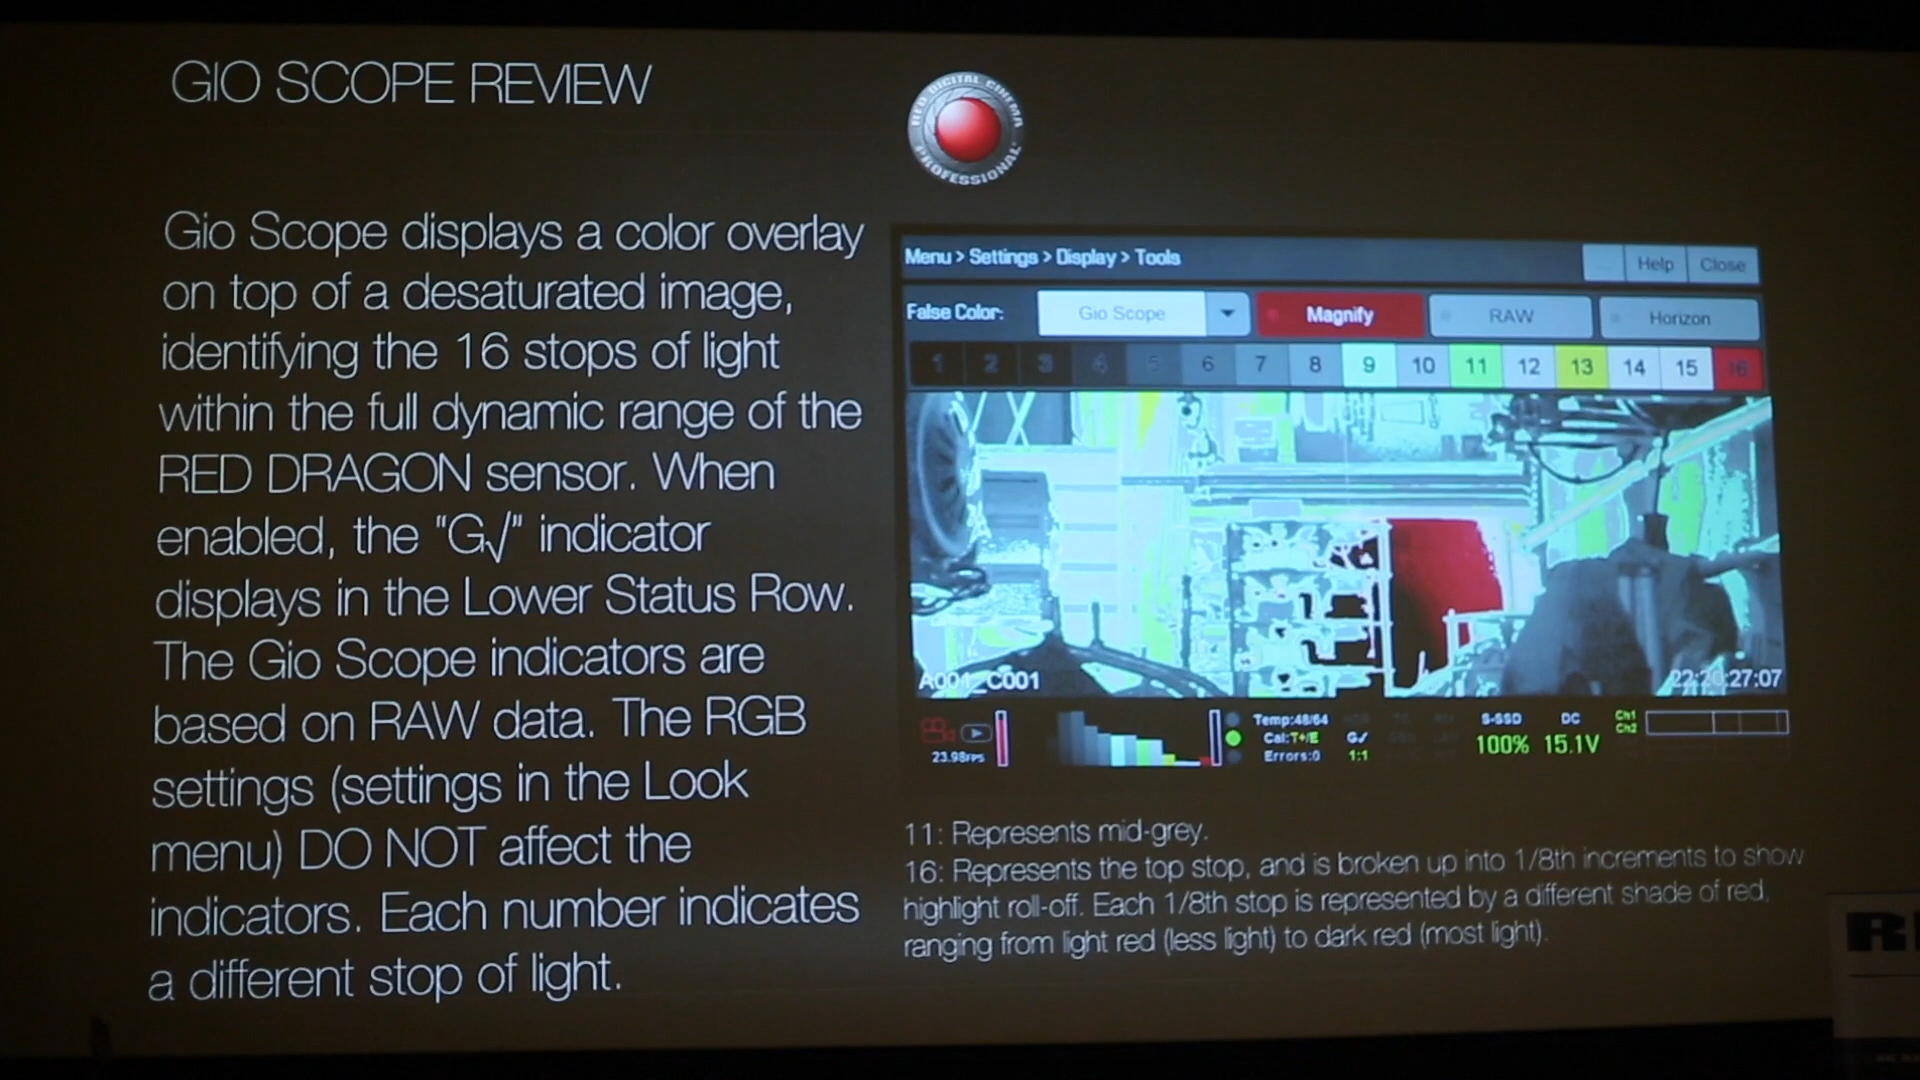 GIO SCOPE REVIEW
RED DIGITAL CINEMA
PROFESSIONAL
Gio Scope displays a color overlay
on top of a desaturated image,
identifying the 16 stops of light
within the full dynamic range of the
RED DRAGON sensor. When
enabled, the "G√" indicator
displays in the Lower Status Row.
The Gio Scope indicators are
based on RAW data. The RGB
settings (settings in the Look
menu) DO NOT affect the
indicators. Each number indicates
a different stop of light.
Menu > Settings > Display > Tools
Help Close
False Color: Gio Scope Magnify RAW Horizon
1 2 3 4 5 6 7 8 9 10 11 12 13 14 15 16
A001_C001 22:20:27:07
Temp:48/64 S-SSD DC Ch1
Cal:T+/E G√ 100% 15.1V Ch2
23.98FPS Errors:0 1:1
11: Represents mid-grey.
16: Represents the top stop, and is broken up into 1/8th increments to show
highlight roll-off. Each 1/8th stop is represented by a different shade of red,
ranging from light red (less light) to dark red (most light).